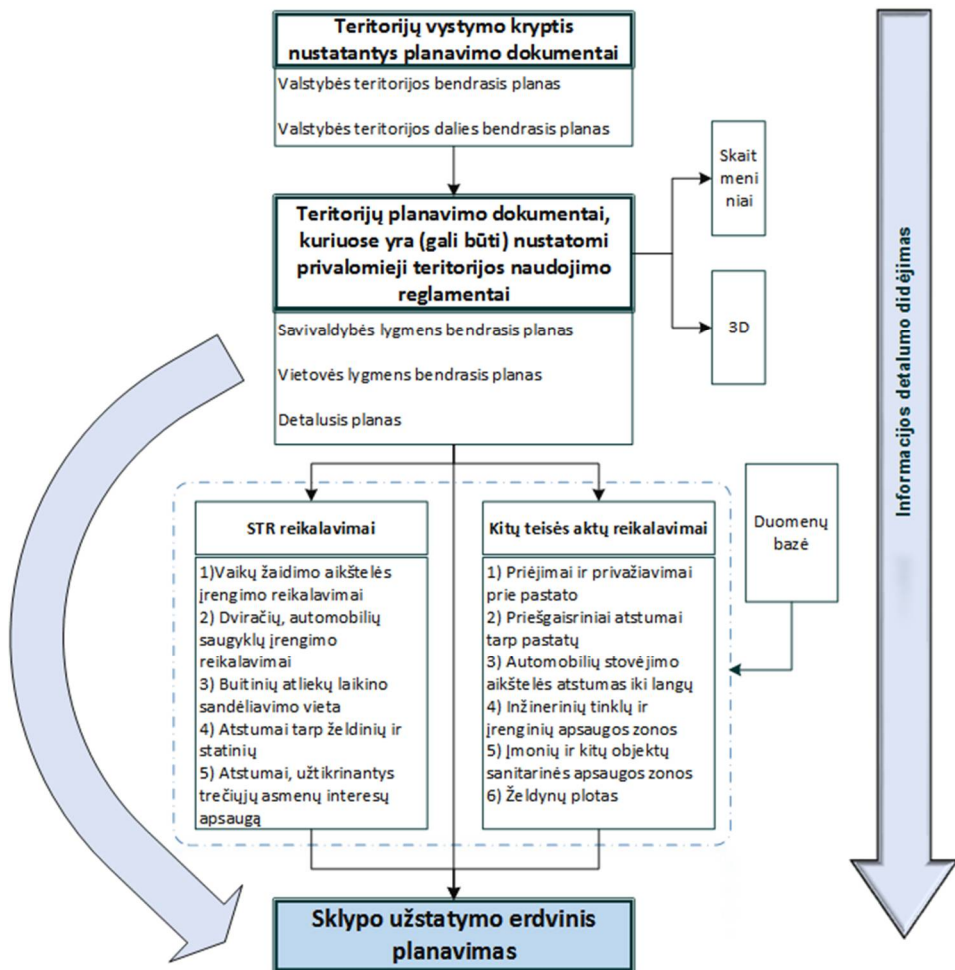 Teritorijų vystymo kryptis
nustatantys planavimo dokumentai
Valstybės teritorijos bendrasis planas
Valstybės teritorijos dalies bendrasis planas
Skait
meni
niai
Teritorijų planavimo dokumentai,
kuriuose yra (gali būti) nustatomi
privalomieji teritorijos naudojimo
reglamentai
3D
Savivaldybės lygmens bendrasis planas
Vietovės lygmens bendrasis planas
Detalusis planas
Informacijos detalumo didėjimas
STR reikalavimai
1)Vaikų žaidimo aikštelės
įrengimo reikalavimai
2) Dviračių, automobilių
saugyklų įrengimo
reikalavimai
3) Buitinių atliekų laikino
sandėliavimo vieta
4) Atstumai tarp želdinių ir
statinių
5) Atstumai, užtikrinantys
trečiųjų asmenų interesų
apsaugą
Kitų teisės aktų reikalavimai
1) Priėjimai ir privažiavimai
prie pastato
2) Priešgaisriniai atstumai
tarp pastatų
3) Automobilių stovėjimo
aikštelės atstumas iki langų
4) Inžinerinių tinklų ir
įrenginių apsaugos zonos
5) Įmonių ir kitų objektų
sanitarinės apsaugos zonos
6) Želdynų plotas
Duomenų
bazė
Sklypo užstatymo erdvinis
planavimas